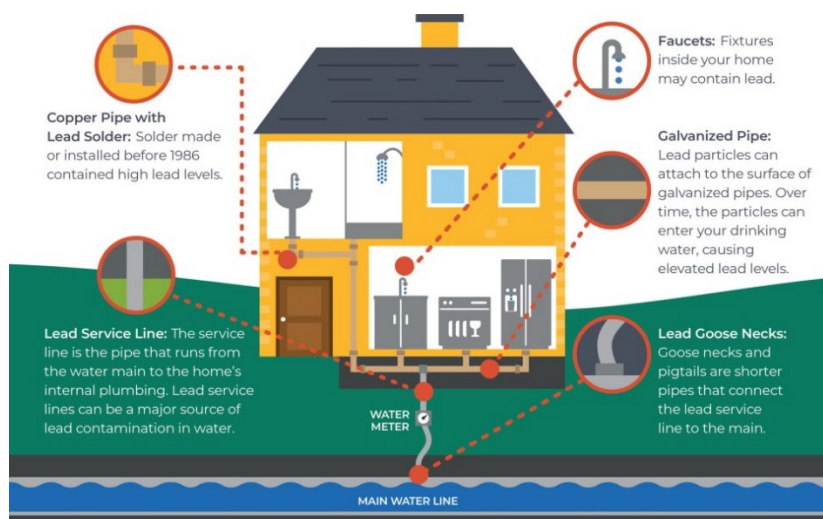 Copper Pipe with
Lead Solder: Solder made
or installed before 1986
contained high lead levels.
Faucets: Fixtures
inside your home
may contain lead.
Galvanized Pipe:
Lead particles can
attach to the surface of
galvanized pipes. Over
time, the particles can
enter your drinking
water, causing
elevated lead levels.
Lead Service Line: The service
line is the pipe that runs from
the water main to the home's
internal plumbing. Lead service
lines can be a major source of
lead contamination in water.
WATER
METER
Lead Goose Necks:
Goose necks and
pigtails are shorter
pipes that connect
the lead service
line to the main.
MAIN WATER LINE